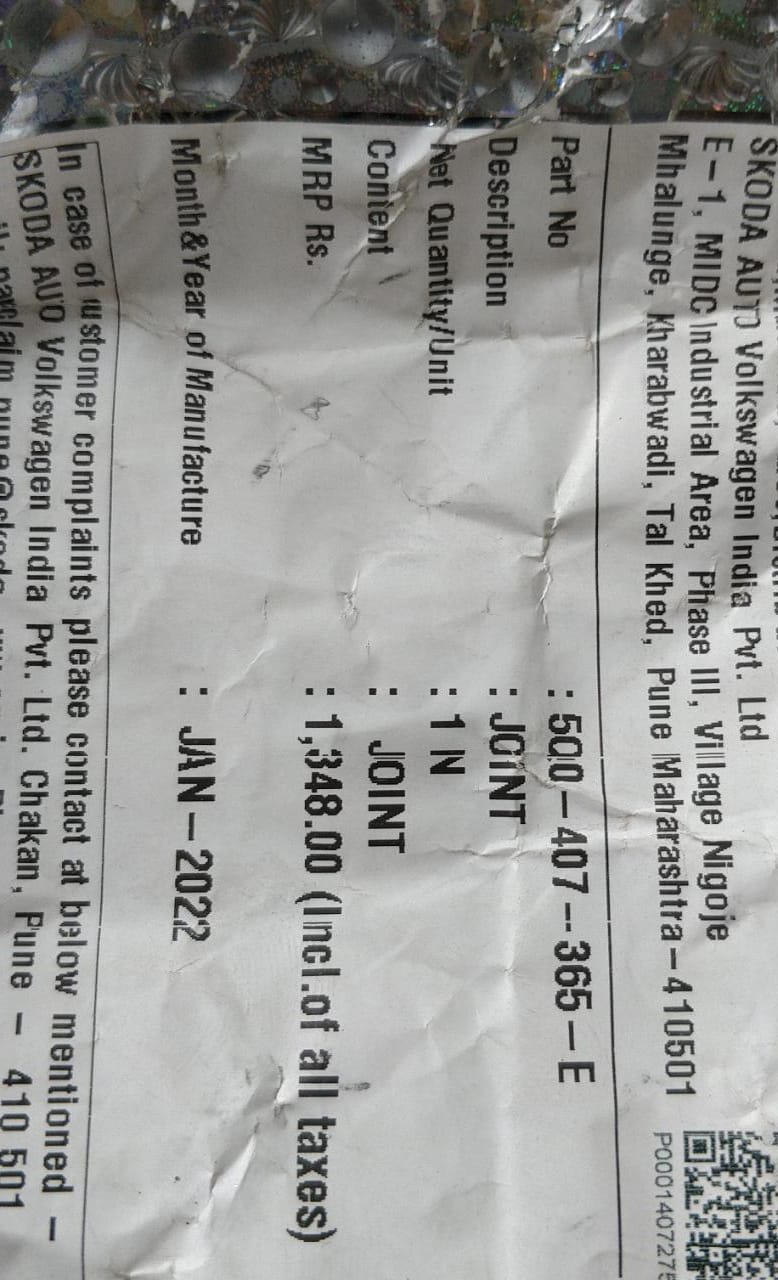 SKODA AUTO Volkswagen India Pvt. Ltd
E-1, MIDC Industrial Area, Phase III, Village Nigoje
Mhalunge, Kharabwadi, Tal Khed, Pune Maharashtra-410501
Part No : 5Q0-407-365-E
Description : JOINT
Net Quantity/Unit : 1 N
Content : JOINT
MRP Rs. : 1,348.00 (Incl.of all taxes)
Month&Year of Manufacture : JAN-2022
In case of customer complaints please contact at below mentioned -
SKODA AUTO Volkswagen India Pvt. Ltd. Chakan, Pune - 410 501